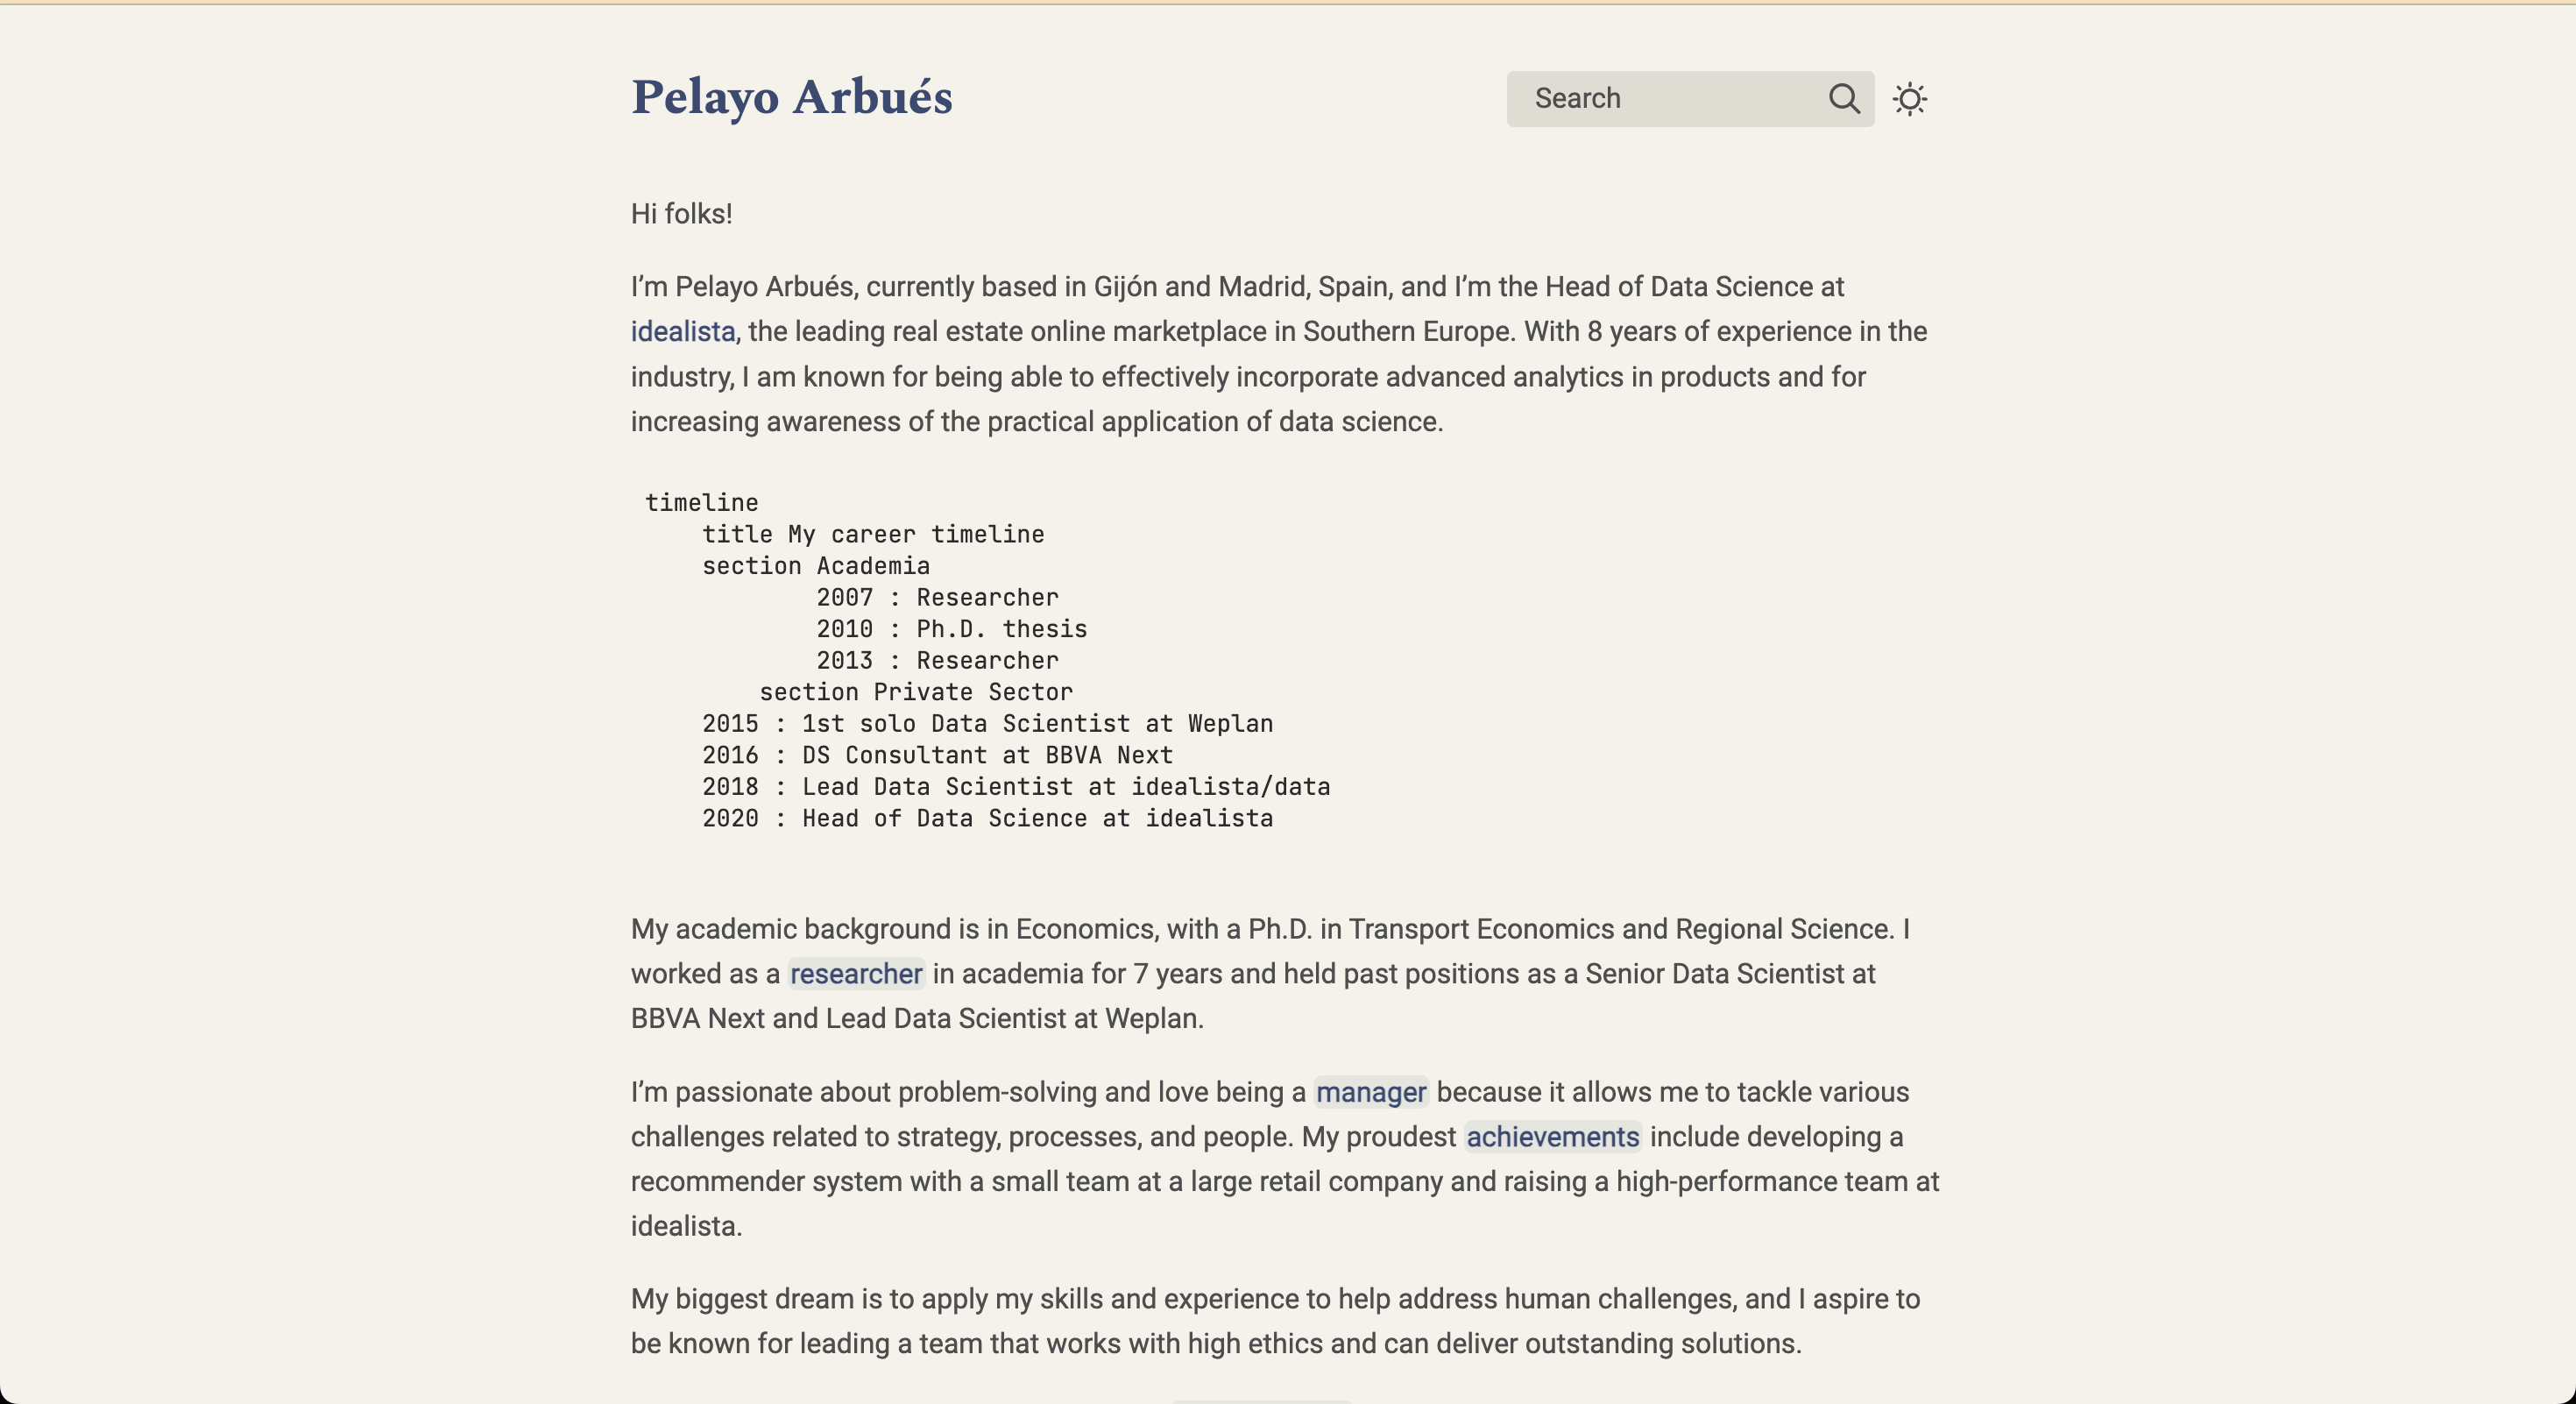 Pelayo Arbués
Search
Hi folks!
I’m Pelayo Arbués, currently based in Gijón and Madrid, Spain, and I’m the Head of Data Science at
idealista, the leading real estate online marketplace in Southern Europe. With 8 years of experience in the
industry, I am known for being able to effectively incorporate advanced analytics in products and for
increasing awareness of the practical application of data science.
timeline
title My career timeline
section Academia
2007 : Researcher
2010 : Ph.D. thesis
2013 : Researcher
section Private Sector
2015 : 1st solo Data Scientist at Weplan
2016 : DS Consultant at BBVA Next
2018 : Lead Data Scientist at idealista/data
2020 : Head of Data Science at idealista
My academic background is in Economics, with a Ph.D. in Transport Economics and Regional Science. I
worked as a researcher in academia for 7 years and held past positions as a Senior Data Scientist at
BBVA Next and Lead Data Scientist at Weplan.
I’m passionate about problem-solving and love being a manager because it allows me to tackle various
challenges related to strategy, processes, and people. My proudest achievements include developing a
recommender system with a small team at a large retail company and raising a high-performance team at
idealista.
My biggest dream is to apply my skills and experience to help address human challenges, and I aspire to
be known for leading a team that works with high ethics and can deliver outstanding solutions.